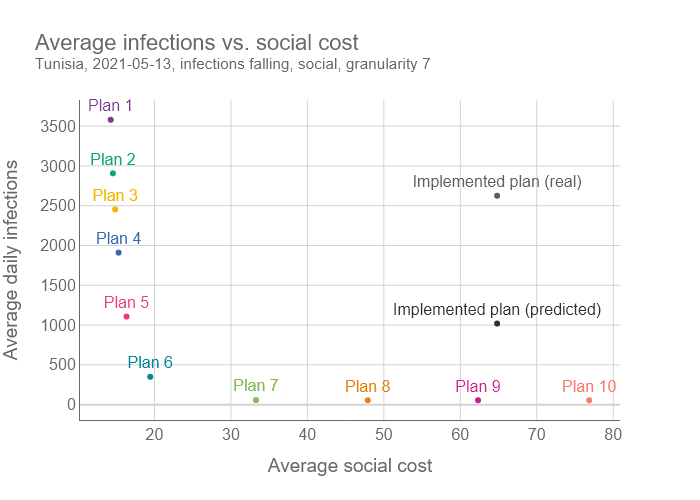 Average infections vs. social cost
Tunisia, 2021-05-13, infections falling, social, granularity 7
Average daily infections
3500
3000
2500
2000
1500
1000
500
0
Plan 1
Plan 2
Plan 3
Plan 4
Plan 5
Plan 6
Plan 7
Plan 8
Plan 9
Plan 10
Implemented plan (real)
Implemented plan (predicted)
20
30
40
50
60
70
80
Average social cost